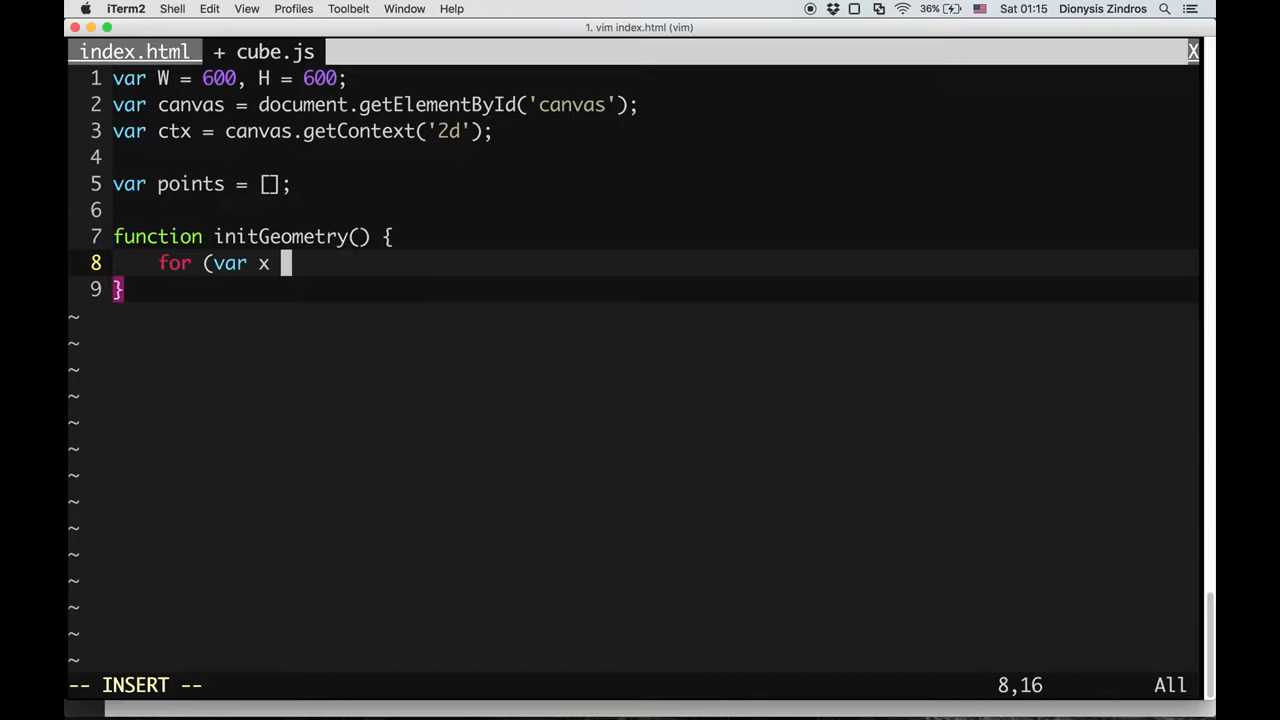 iTerm2 Shell Edit View Profiles Toolbelt Window Help 36% Sat 01:15 Dionysis Zindros
1. vim index.html (vim)
index.html + cube.js X
1 var W = 600, H = 600;
2 var canvas = document.getElementById('canvas');
3 var ctx = canvas.getContext('2d');
4
5 var points = [];
6
7 function initGeometry() {
8     for (var x
9 }
~
~
~
~
~
~
~
~
~
~
~
~
~
~
-- INSERT -- 8,16 All